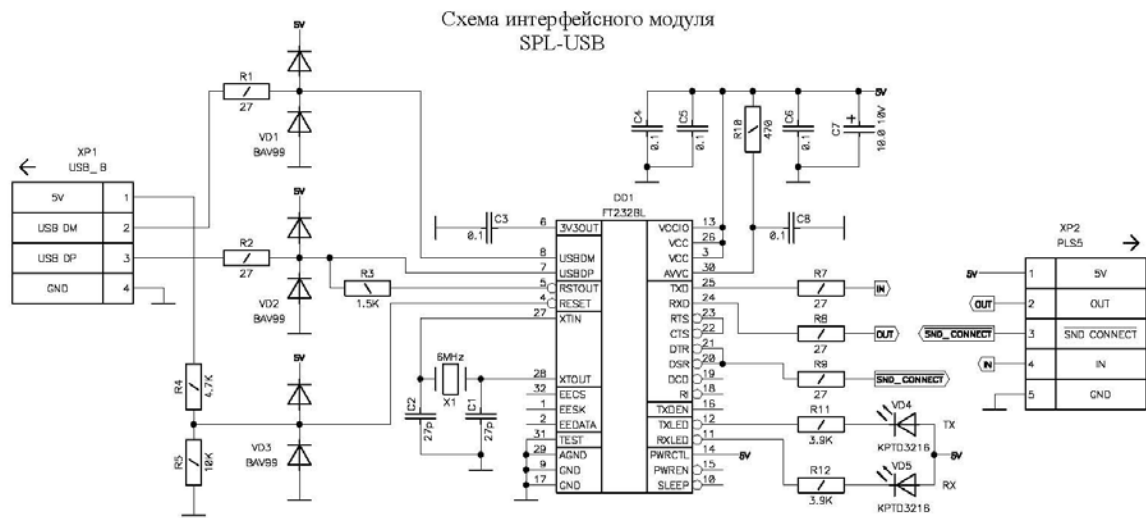 Схема интерфейсного модуля
SPL-USB
5V
R1
27
VD1
BAV99
XP1
USB_B
5V 1
USB DM 2
USB DP 3
GND 4
5V
R2
27
VD2
BAV99
R3
1.5K
5V
R4
4.7K
R5
10K
VD3
BAV99
C3
0.1
6MHz
X1
C2
27p
C1
27p
C4
0.1
C5
0.1
R10
470
C6
0.1
C7
10.0 10V
5V
C8
0.1
DD1
FT232BL
6 3V3OUT
8 USBDM
7 USBDP
5 RSTOUT
4 RESET
27 XTIN
28 XTOUT
32 EECS
1 EESK
2 EEDATA
31 TEST
29 AGND
9 GND
17 GND
VCCIO 13
VCC 26
VCC 3
AVVC 30
TXD 25
RXD 24
RTS 23
CTS 22
DTR 21
DSR 20
DCD 19
RI 18
TXDEN 16
TXLED 12
RXLED 11
PWRCTL 14
PWREN 15
SLEEP 10
5V
R7
27
IN
R8
27
OUT
R9
27
SND_CONNECT
R11
3.9K
VD4
KPTD3216
TX
5V
R12
3.9K
VD5
KPTD3216
RX
XP2
PLS5
5V 1 5V
OUT 2 OUT
SND_CONNECT 3 SND CONNECT
IN 4 IN
5 GND